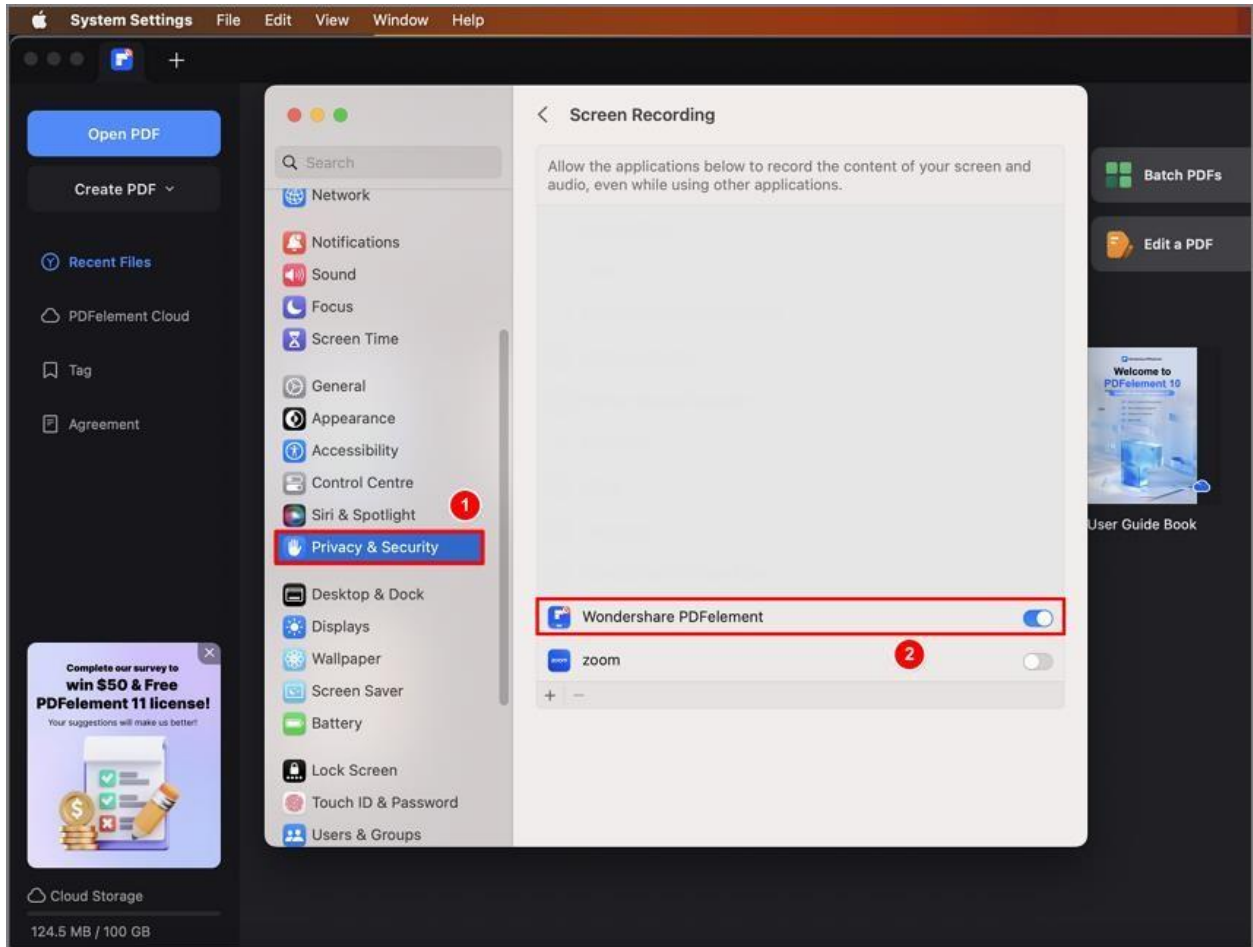 System Settings File Edit View Window Help
+
Open PDF
Create PDF
Recent Files
PDFelement Cloud
Tag
Agreement
Complete our survey to
win $50 & Free
PDFelement 11 license!
Your suggestions will make us better!
Cloud Storage
124.5 MB / 100 GB
Search
Network
Notifications
Sound
Focus
Screen Time
General
Appearance
Accessibility
Control Centre
Siri & Spotlight
1
Privacy & Security
Desktop & Dock
Displays
Wallpaper
Screen Saver
Battery
Lock Screen
Touch ID & Password
Users & Groups
Screen Recording
Allow the applications below to record the content of your screen and
audio, even while using other applications.
Wondershare PDFelement
2
zoom
zoom
+ −
Batch PDFs
Edit a PDF
Welcome to
PDFelement 10
User Guide Book